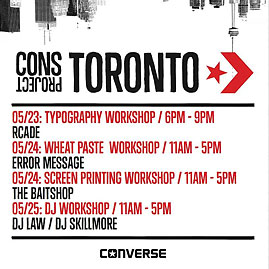 CONS PROJECT TORONTO
05/23: TYPOGRAPHY WORKSHOP / 6PM - 9PM
RCADE
05/24: WHEAT PASTE WORKSHOP / 11AM - 5PM
ERROR MESSAGE
05/24: SCREEN PRINTING WORKSHOP / 11AM - 5PM
THE BAITSHOP
05/25: DJ WORKSHOP / 11AM - 5PM
DJ LAW / DJ SKILLMORE
CONVERSE